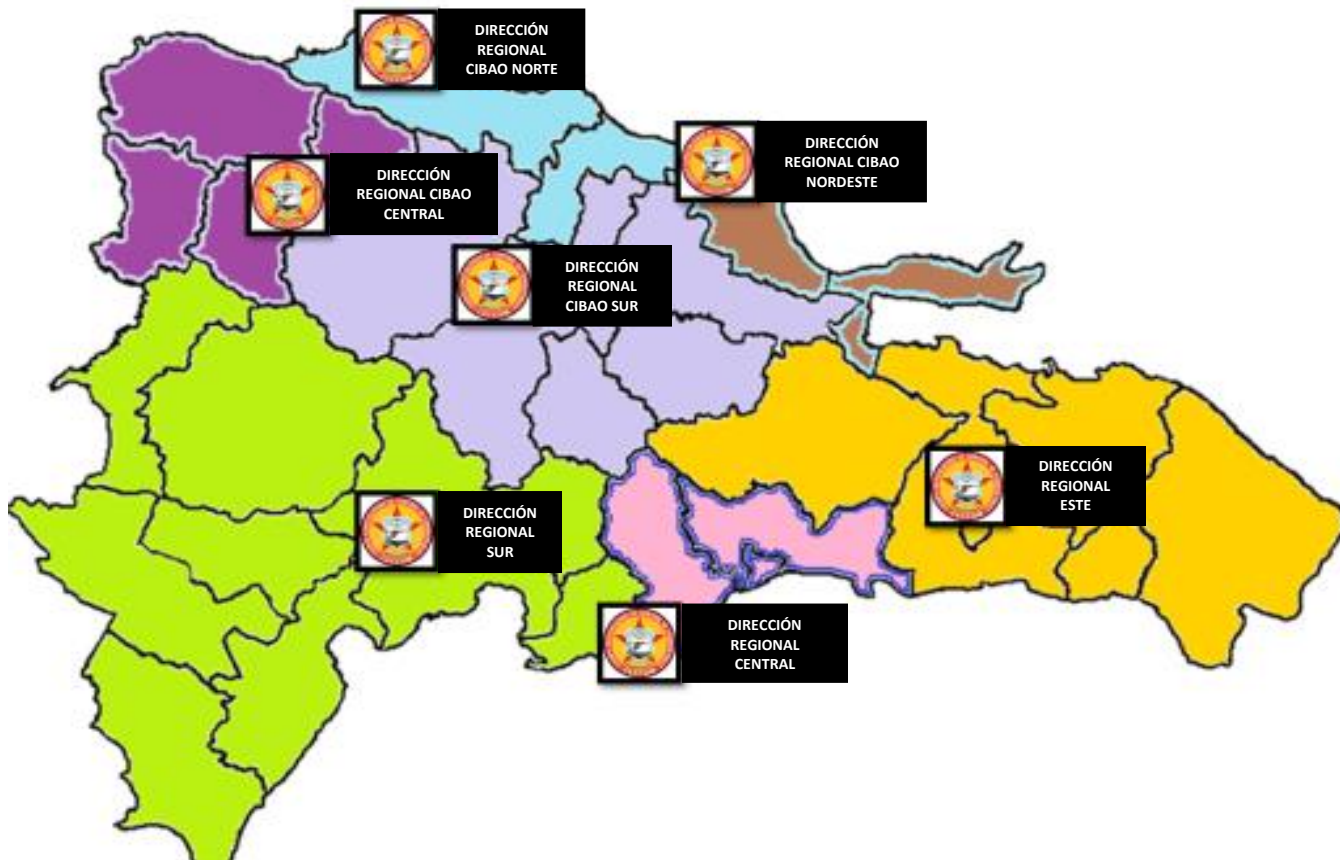 DIRECCIÓN
REGIONAL
CIBAO NORTE
DIRECCIÓN
REGIONAL CIBAO
NORDESTE
DIRECCIÓN
REGIONAL CIBAO
CENTRAL
DIRECCIÓN
REGIONAL
CIBAO SUR
DIRECCIÓN
REGIONAL
ESTE
DIRECCIÓN
REGIONAL
SUR
DIRECCIÓN
REGIONAL
CENTRAL